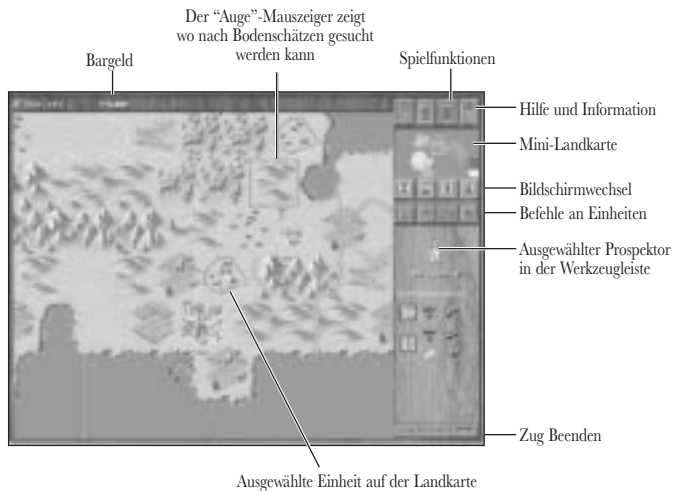 Der “Auge”-Mauszeiger zeigt
wo nach Bodenschätzen gesucht
werden kann
Bargeld
Spielfunktionen
Hilfe und Information
Mini-Landkarte
Bildschirmwechsel
Befehle an Einheiten
Ausgewählter Prospektor
in der Werkzeugleiste
Zug Beenden
Ausgewählte Einheit auf der Landkarte